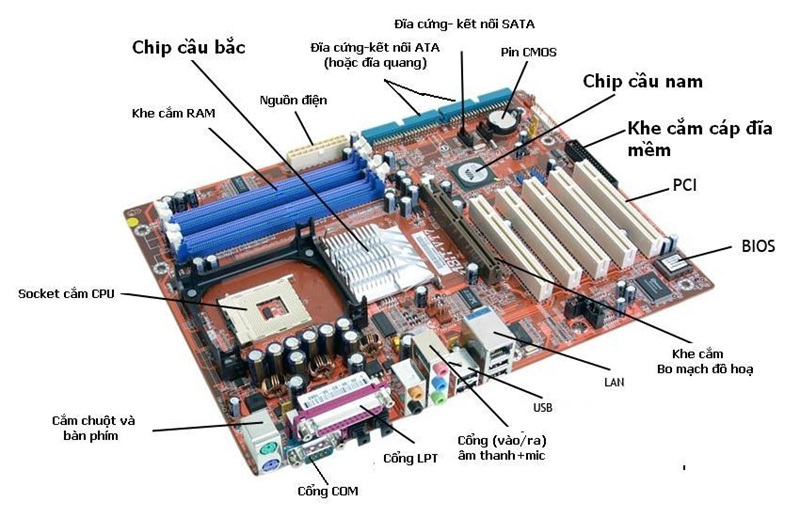 Đĩa cứng- kết nối SATA
Chip cầu bắc
Đĩa cứng-kết nối ATA
(hoặc đĩa quang)
Pin CMOS
Chip cầu nam
Nguồn điện
Khe cắm RAM
Khe cắm cáp đĩa
mềm
PCI
BIOS
Socket cắm CPU
Khe cắm
Bo mạch đồ hoạ
LAN
USB
Cắm chuột và
bàn phím
Cổng (vào/ra)
âm thanh+mic
Cổng LPT
Cổng COM